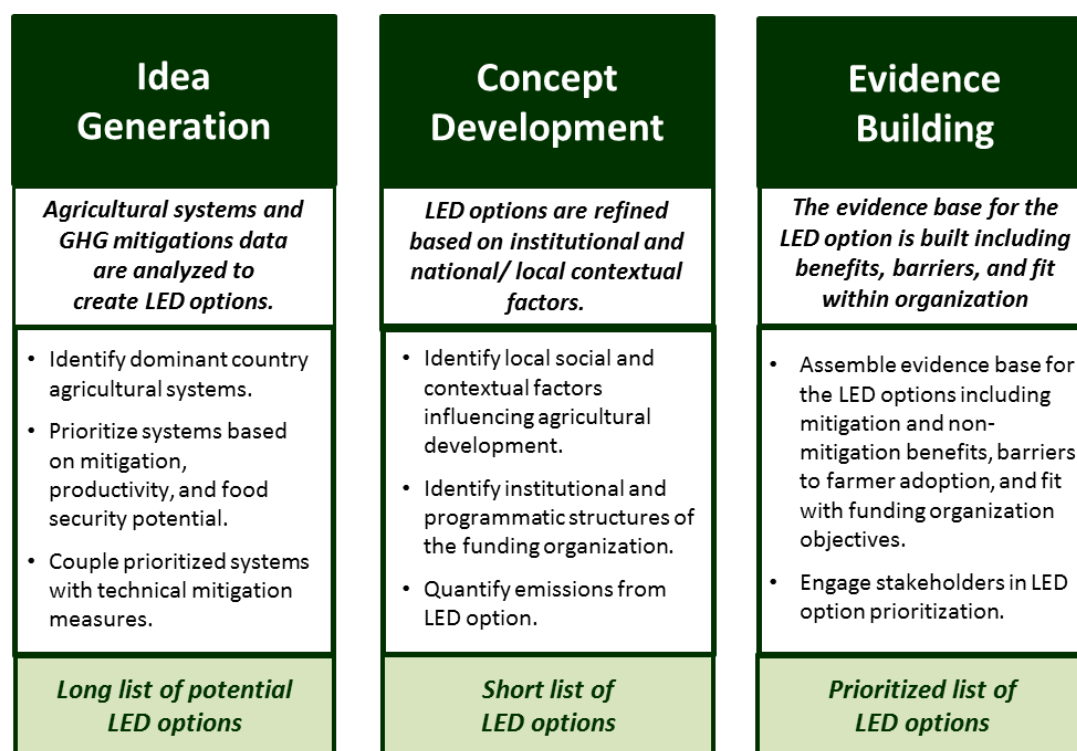 Idea
Generation
Agricultural systems and
GHG mitigations data
are analyzed to
create LED options.
• Identify dominant country
agricultural systems.
• Prioritize systems based
on mitigation,
productivity, and food
security potential.
• Couple prioritized systems
with technical mitigation
measures.
Long list of potential
LED options
Concept
Development
LED options are refined
based on institutional and
national/ local contextual
factors.
• Identify local social and
contextual factors
influencing agricultural
development.
• Identify institutional and
programmatic structures of
the funding organization.
• Quantify emissions from
LED option.
Short list of
LED options
Evidence
Building
The evidence base for the
LED option is built including
benefits, barriers, and fit
within organization
• Assemble evidence base for
the LED options including
mitigation and non-
mitigation benefits, barriers
to farmer adoption, and fit
with funding organization
objectives.
• Engage stakeholders in LED
option prioritization.
Prioritized list of
LED options